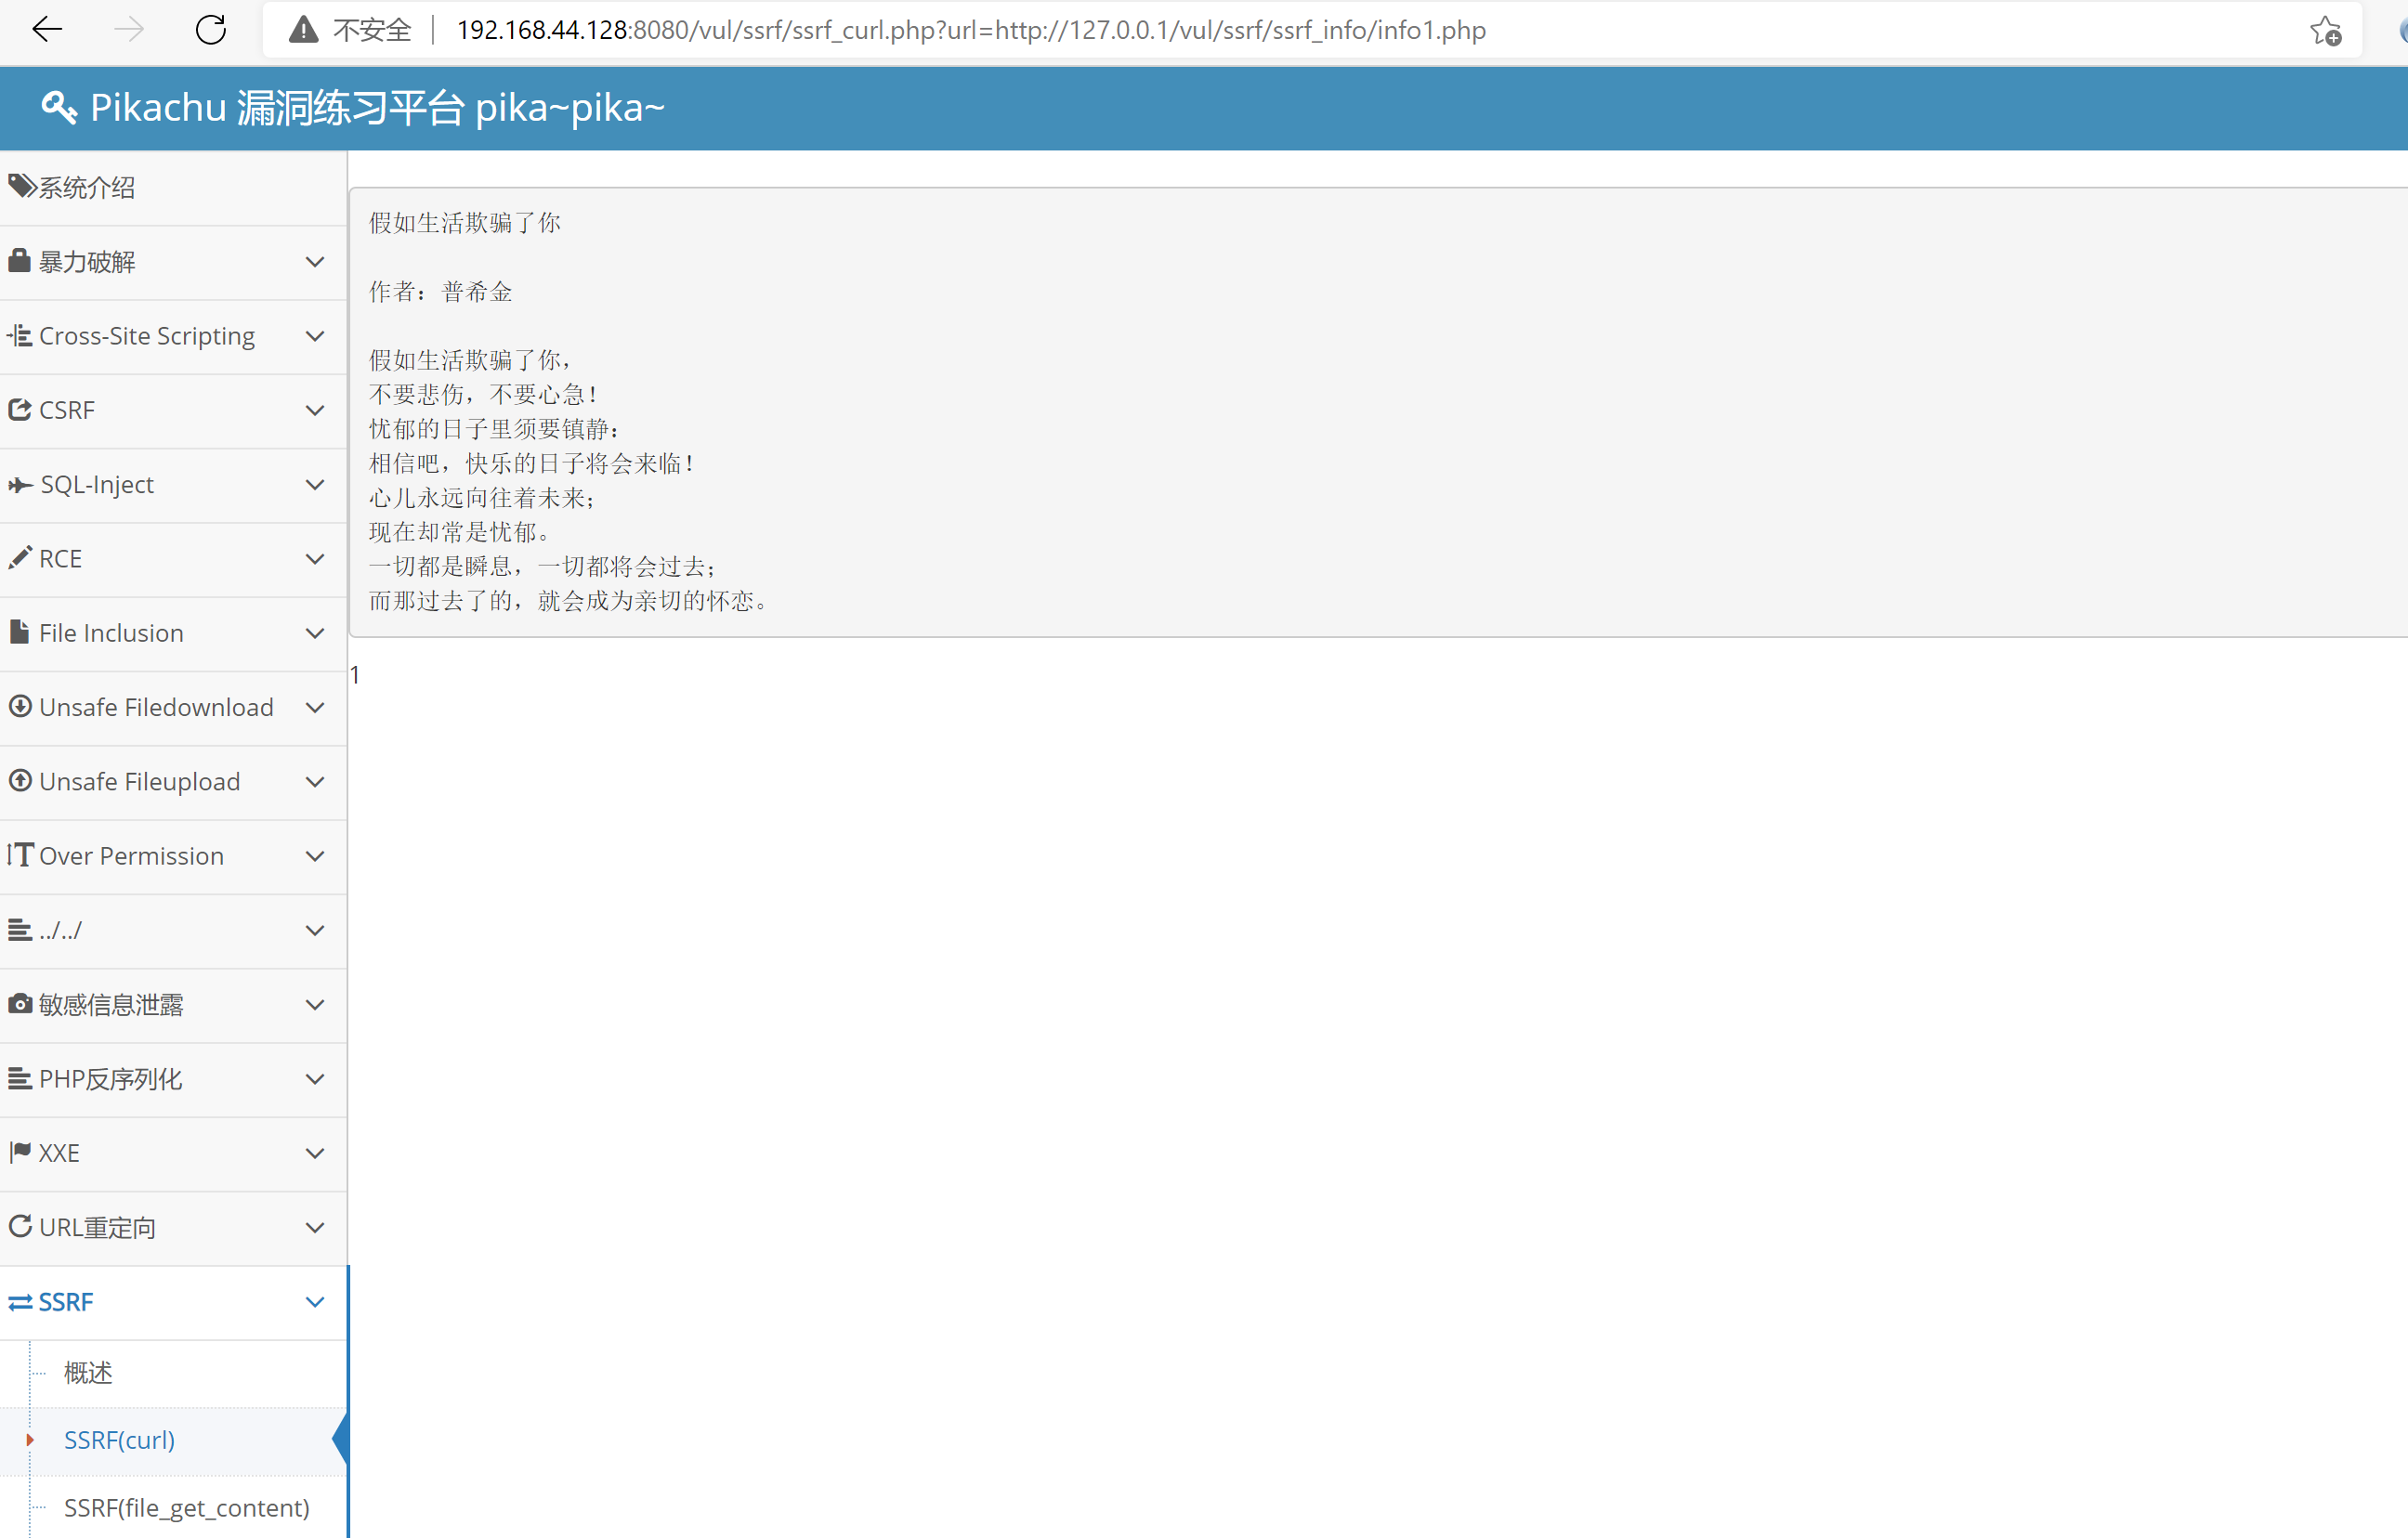 不安全 192.168.44.128:8080/vul/ssrf/ssrf_curl.php?url=http://127.0.0.1/vul/ssrf/ssrf_info/info1.php
Pikachu 漏洞练习平台 pika~pika~
系统介绍
暴力破解
Cross-Site Scripting
CSRF
SQL-Inject
RCE
File Inclusion
Unsafe Filedownload
Unsafe Fileupload
Over Permission
../../
敏感信息泄露
PHP反序列化
XXE
URL重定向
SSRF
概述
SSRF(curl)
SSRF(file_get_content)
假如生活欺骗了你
作者：普希金
假如生活欺骗了你，
不要悲伤，不要心急！
忧郁的日子里须要镇静：
相信吧，快乐的日子将会来临！
心儿永远向往着未来；
现在却常是忧郁。
一切都是瞬息，一切都将会过去；
而那过去了的，就会成为亲切的怀恋。
1